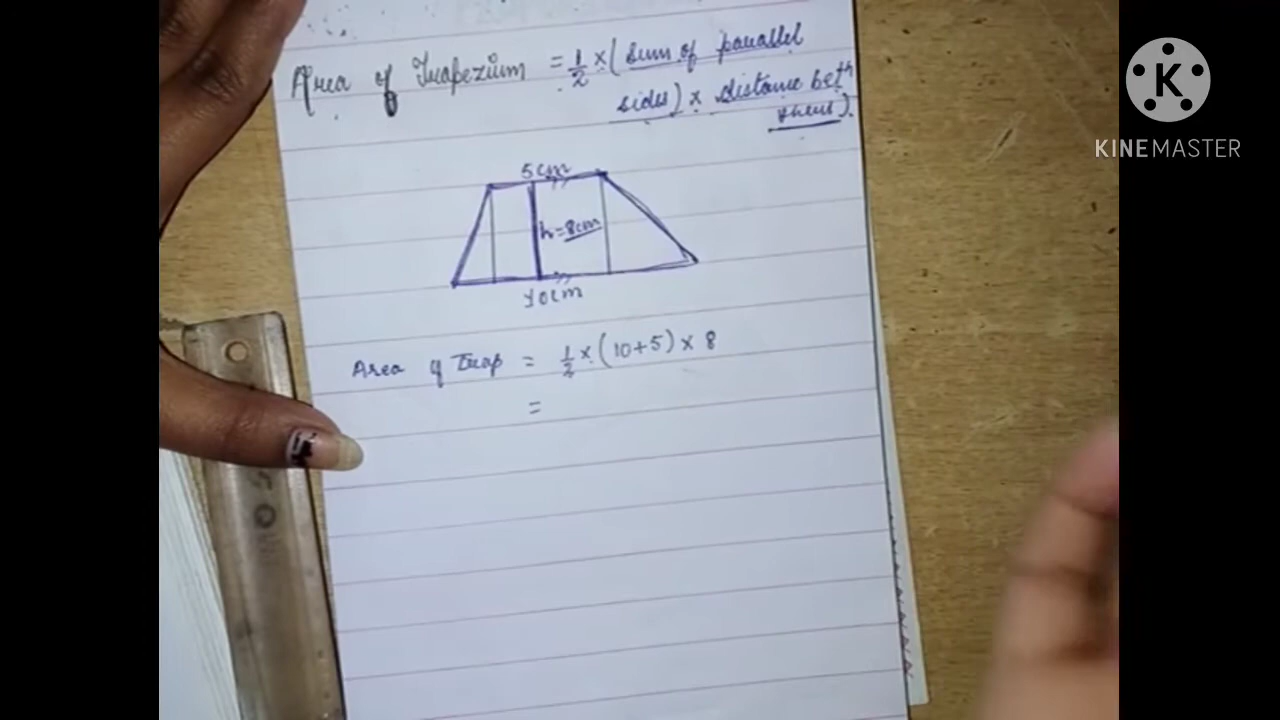 Area of Trapezium = 1/2 × (sum of parallel
sides) × distance betn
them).
5cm
h=8cm
10cm
Area of Trap = 1/2 × (10+5) × 8
=
K
KINEMASTER